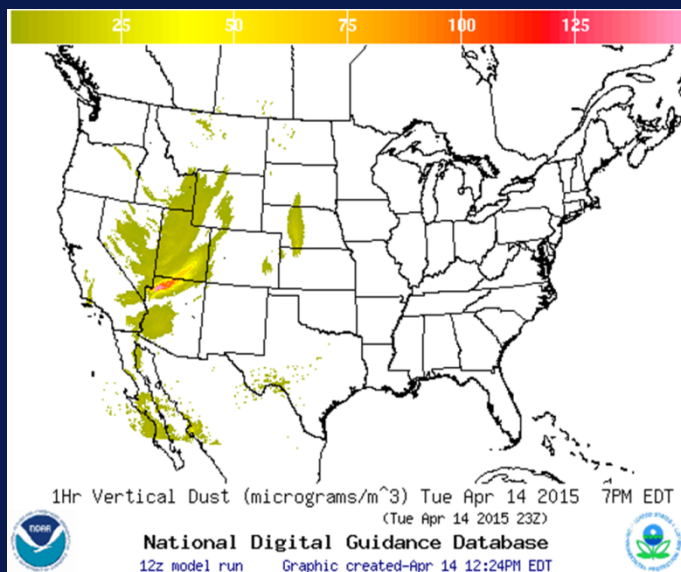 25 50 75 100 125
1Hr Vertical Dust (micrograms/m^3) Tue Apr 14 2015 7PM EDT
(Tue Apr 14 2015 23Z)
NOAA
National Digital Guidance Database
12z model run Graphic created-Apr 14 12:24PM EDT